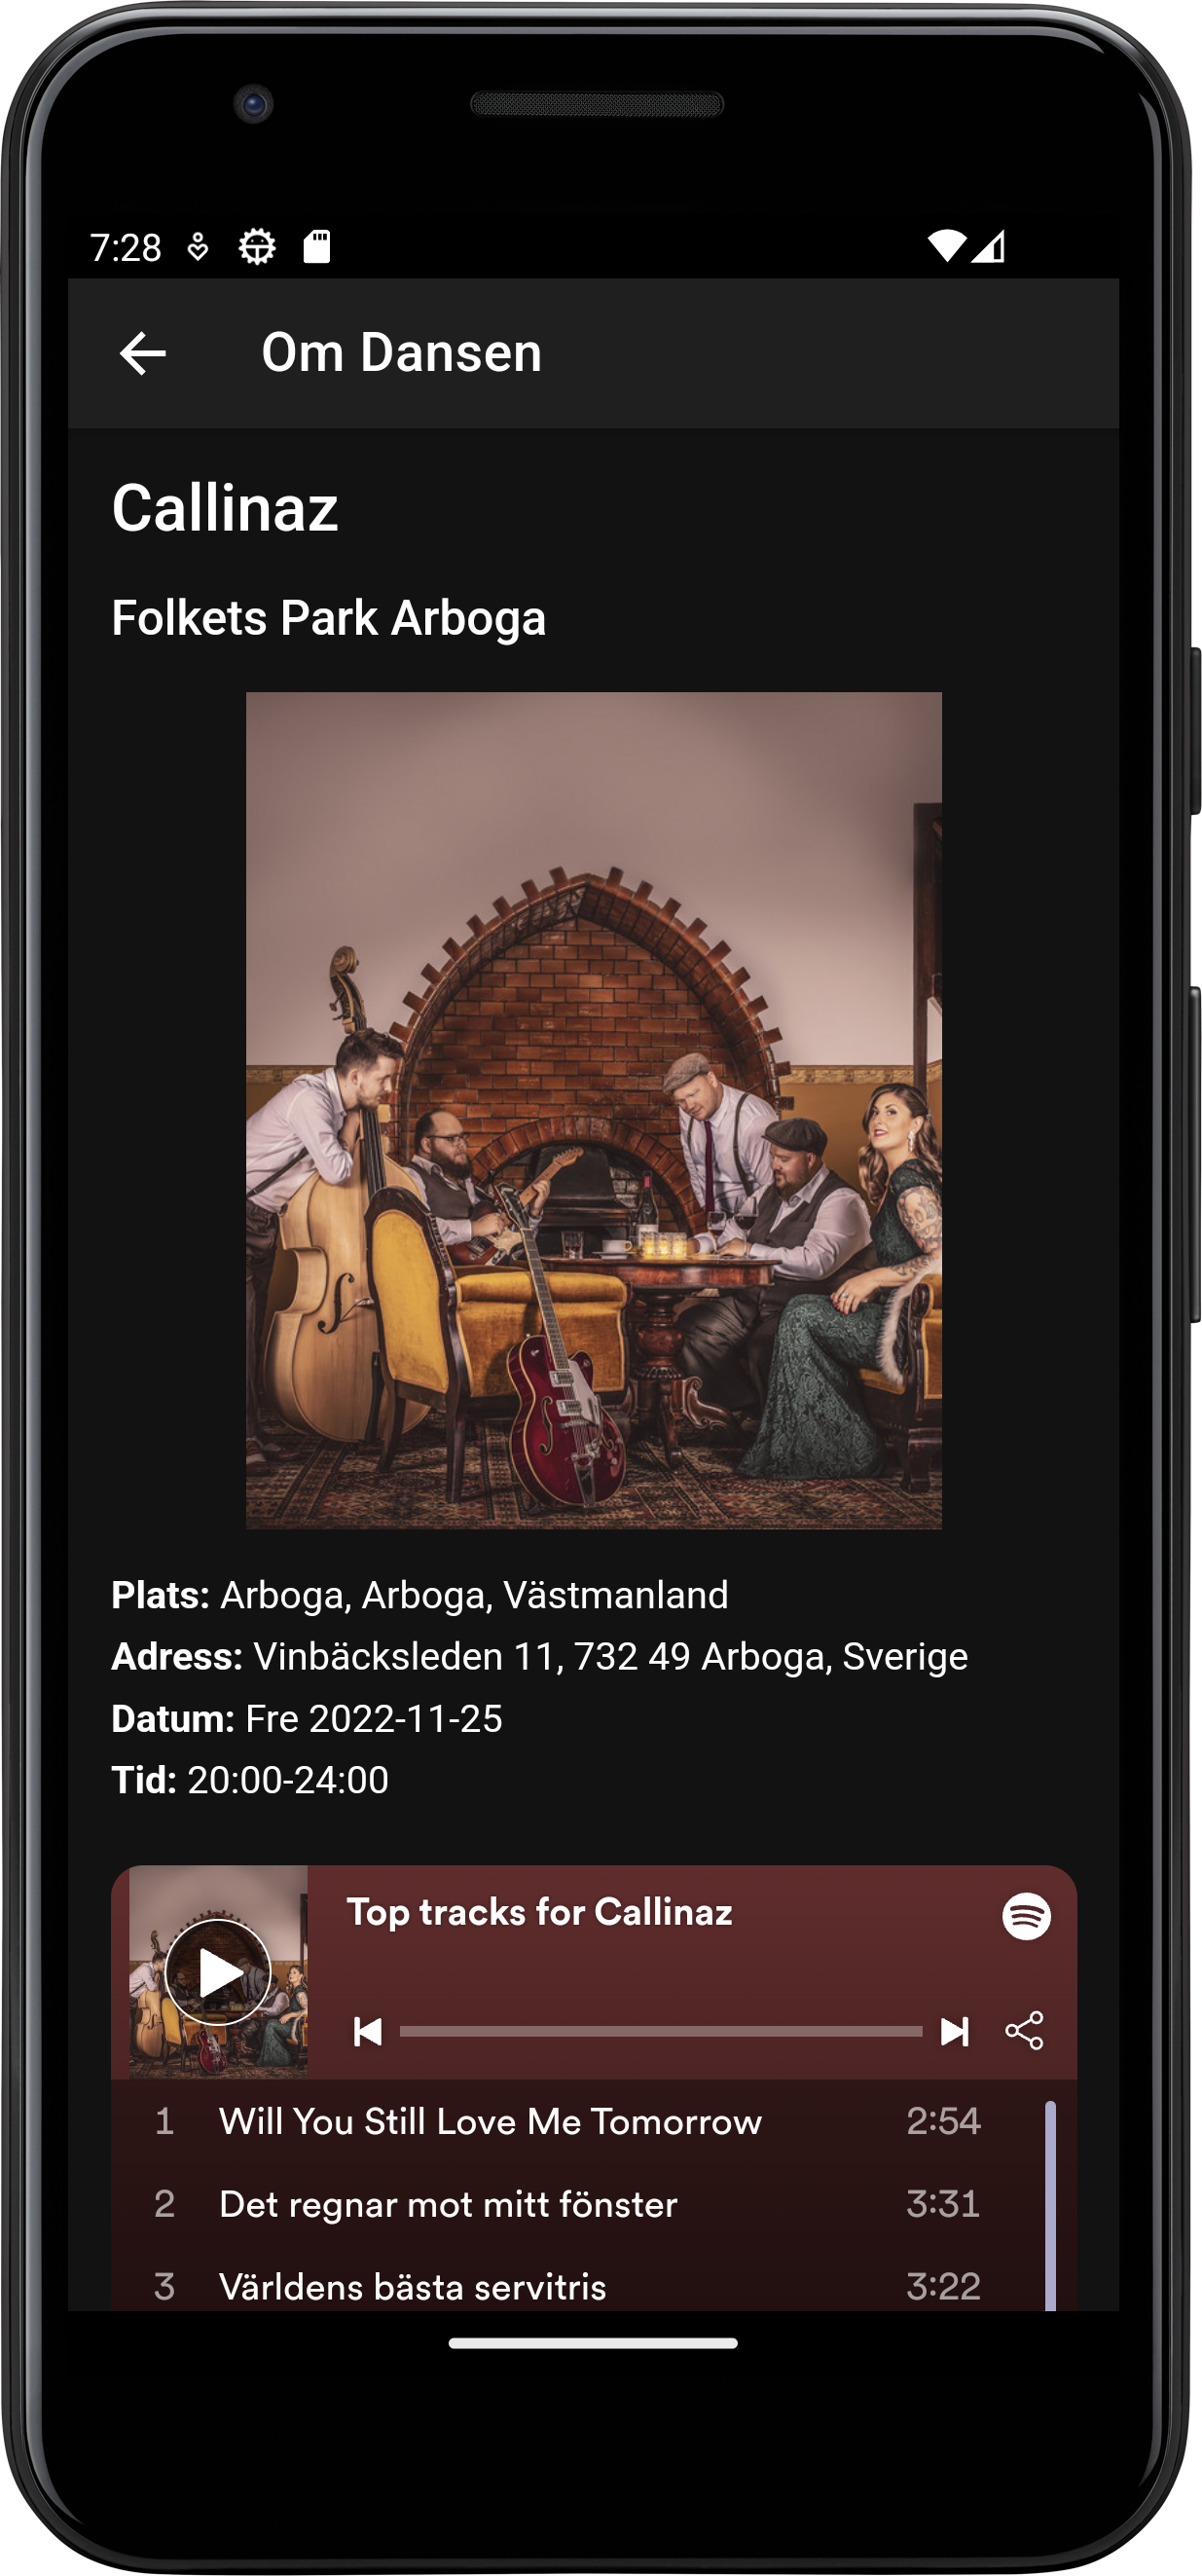 7:28
Om Dansen
Callinaz
Folkets Park Arboga
Plats: Arboga, Arboga, Västmanland
Adress: Vinbäcksleden 11, 732 49 Arboga, Sverige
Datum: Fre 2022-11-25
Tid: 20:00-24:00
Top tracks for Callinaz
1 Will You Still Love Me Tomorrow 2:54
2 Det regnar mot mitt fönster 3:31
3 Världens bästa servitris 3:22